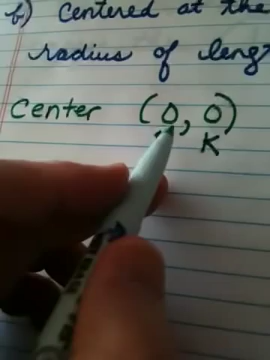 b) Centered at the
radius of leng
Center (0, 0)
K